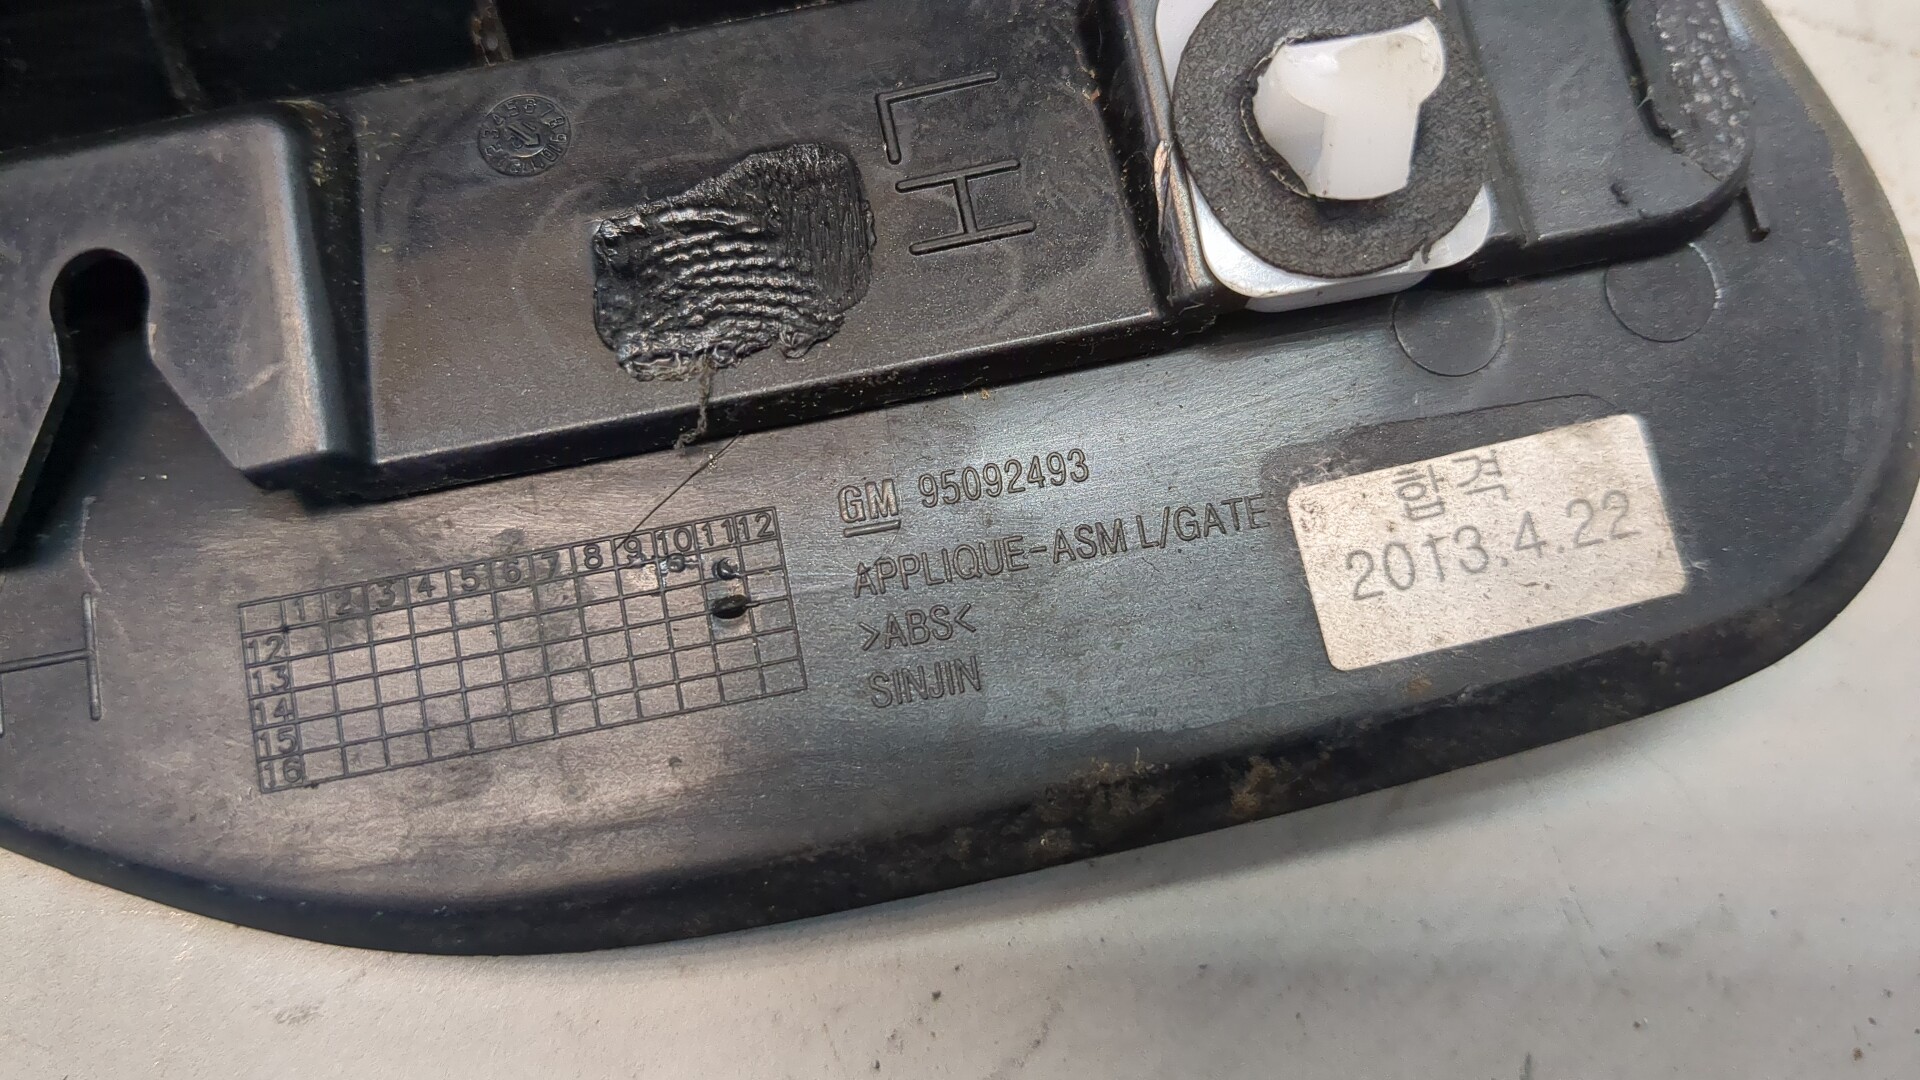 LH
GM 95092493
APPLIQUE-ASM L/GATE
>ABS<
SINJIN
합격
2013.4.22
1 2 3 4 5 6 7 8 9 10 11 12
12
13
14
15
16